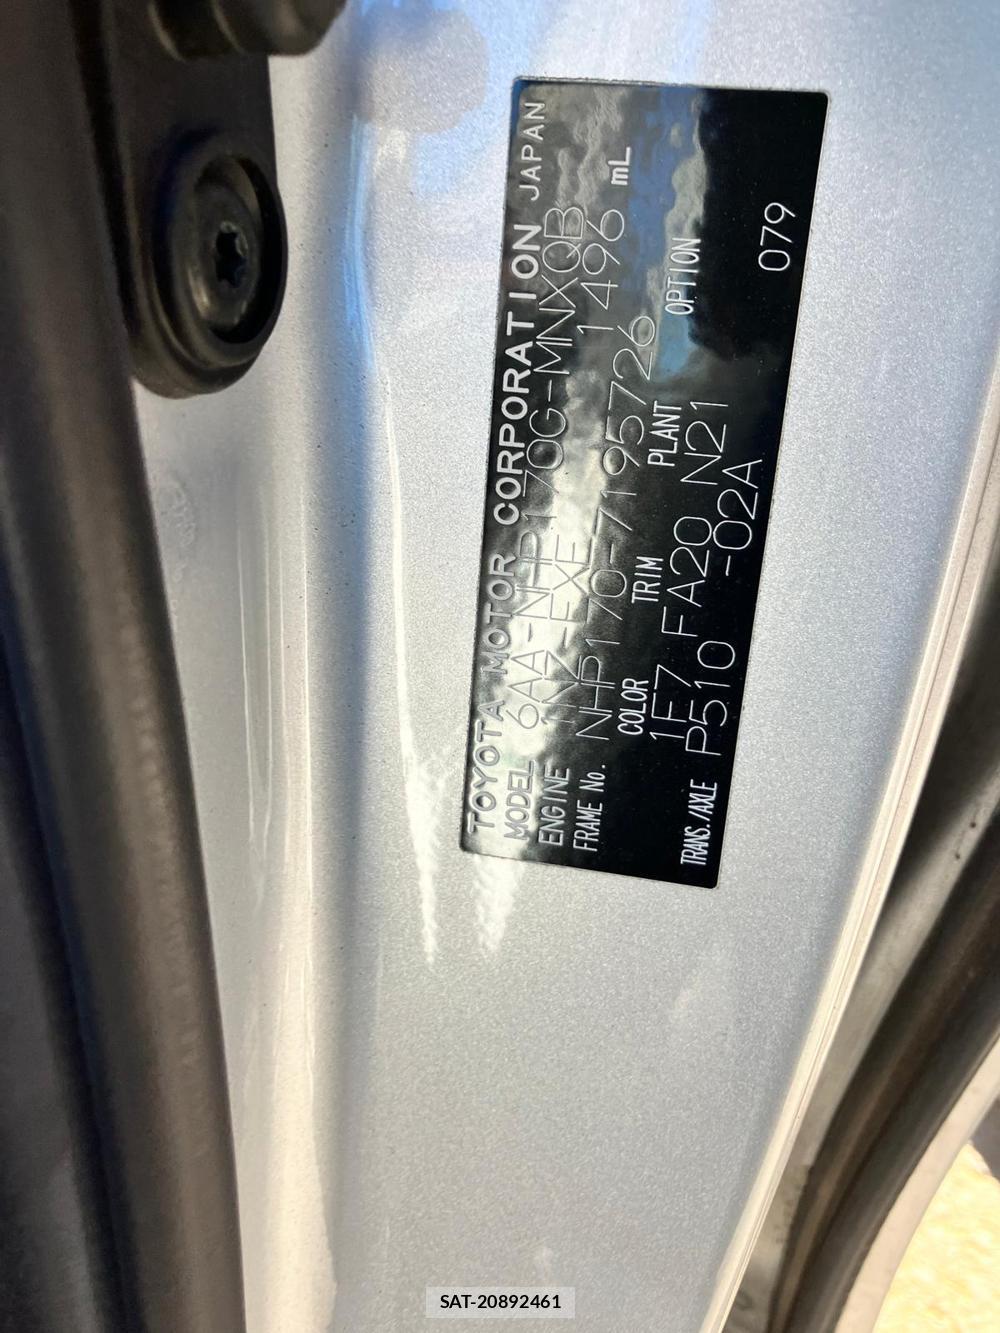 TOYOTA MOTOR CORPORATION JAPAN
MODEL 6AA-NHP170G-MNXQB
ENGINE 1NZ-FXE 1496 mL
FRAME No. NHP170-7195726
COLOR TRIM PLANT OPTION
1F7 FA20 N21
TRANS./AXLE P510 -02A
079
SAT-20892461